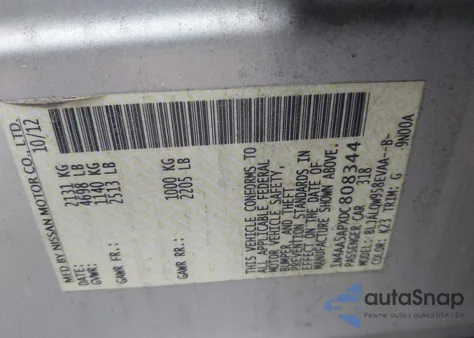 MFD BY NISSAN MOTOR CO., LTD.
DATE: 10/12
GVWR: 2131 KG
4698 LB
GAWR FR.: 1140 KG
2513 LB
GAWR RR: 1000 KG
2205 LB
THIS VEHICLE CONFORMS TO
ALL APPLICABLE FEDERAL
MOTOR VEHICLE SAFETY,
BUMPER, AND THEFT
PREVENTION STANDARDS IN
EFFECT ON THE DATE OF
MANUFACTURE SHOWN ABOVE.
1N4AA5APXDC808344
PASSENGER CAR 318
COLOR: K23 TRIM: G 9N00A
autoSnap